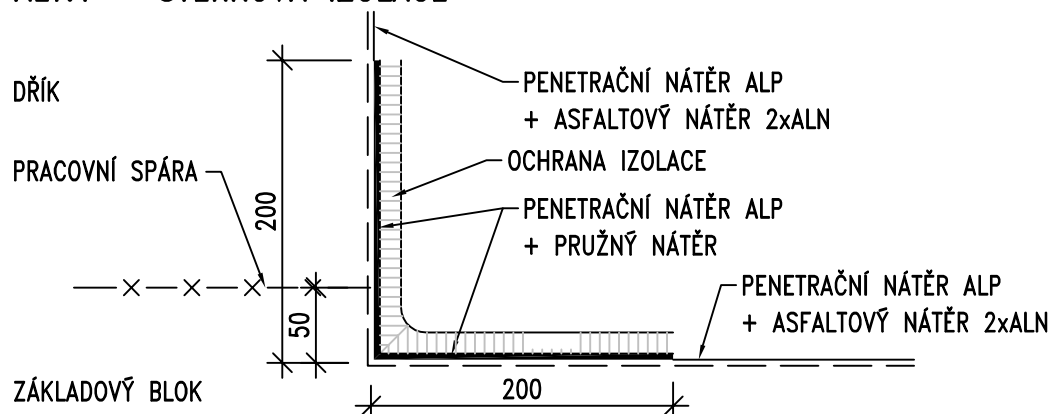 DŘÍK
PENETRAČNÍ NÁTĚR ALP
+ ASFALTOVÝ NÁTĚR 2xALN
PRACOVNÍ SPÁRA
OCHRANA IZOLACE
200
PENETRAČNÍ NÁTĚR ALP
+ PRUŽNÝ NÁTĚR
50
PENETRAČNÍ NÁTĚR ALP
+ ASFALTOVÝ NÁTĚR 2xALN
ZÁKLADOVÝ BLOK
200